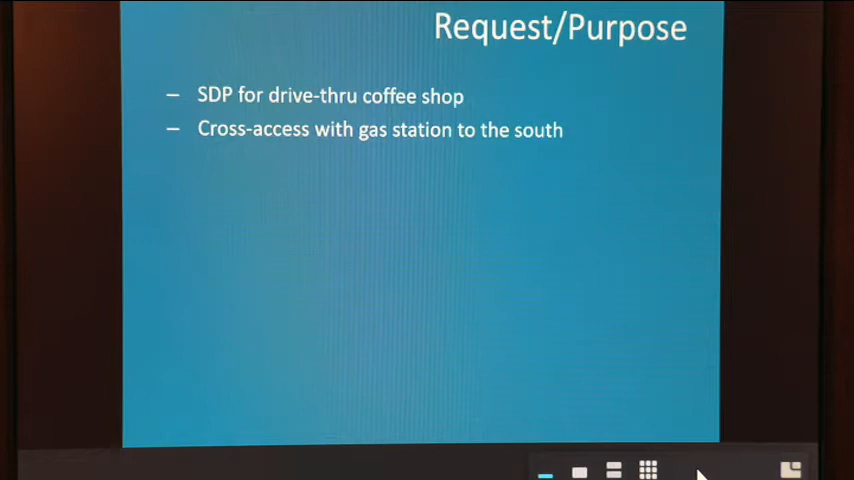 Request/Purpose
– SDP for drive-thru coffee shop
– Cross-access with gas station to the south